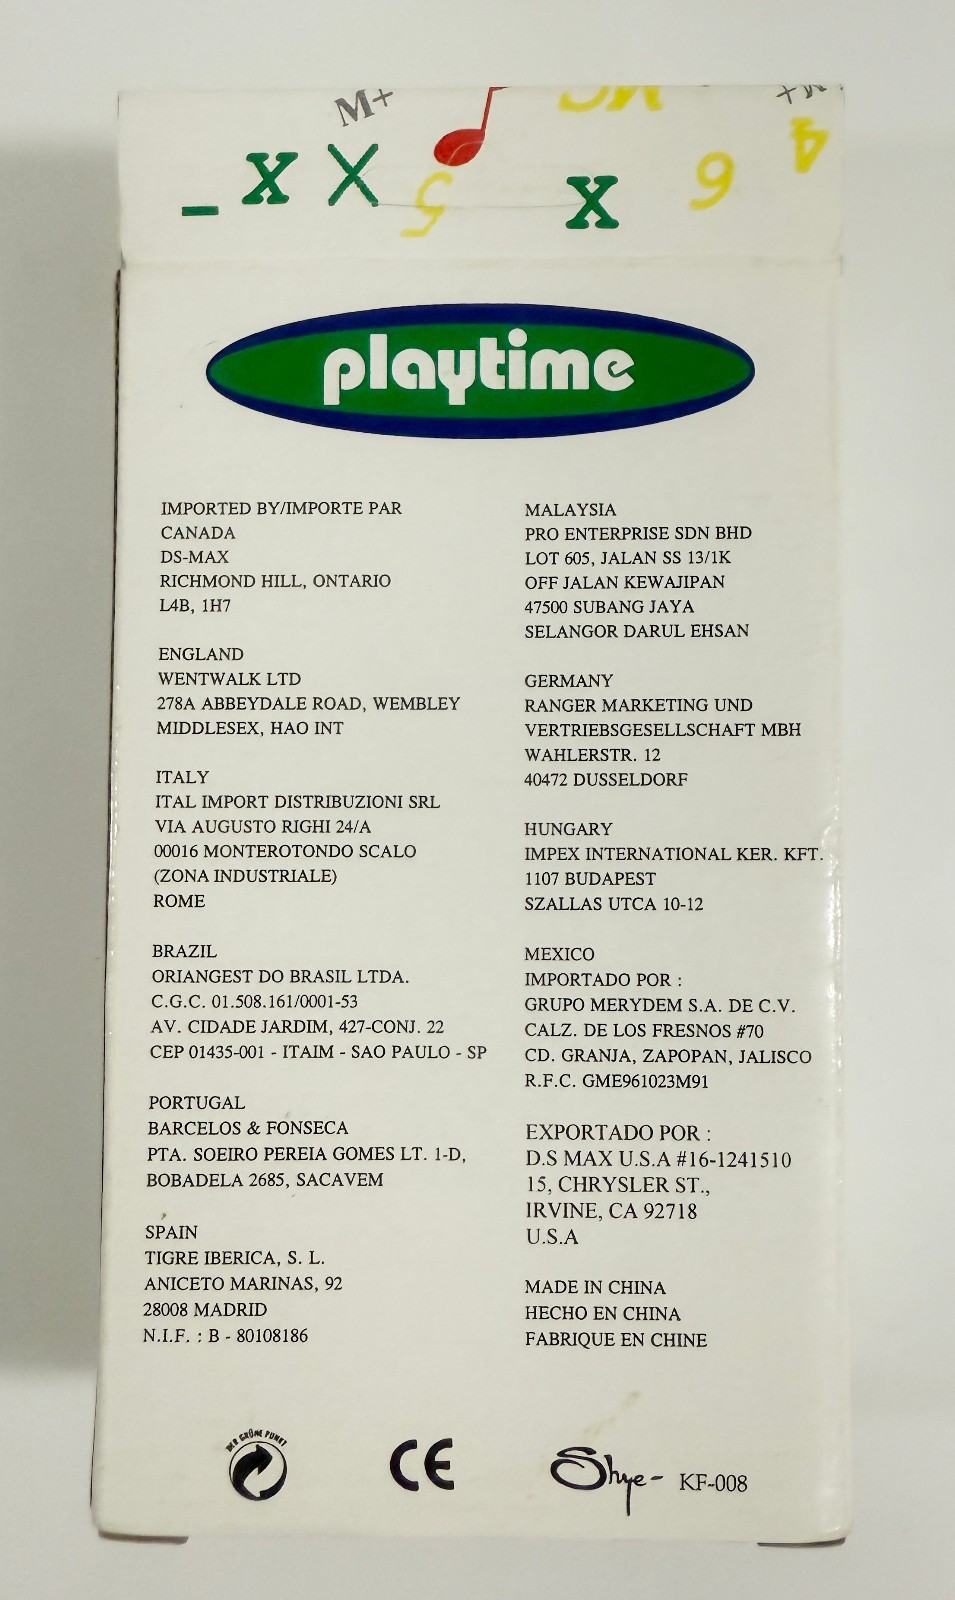 M+
MC
M+
4
X X
5
X
6
playtime
IMPORTED BY/IMPORTE PAR
CANADA
DS-MAX
RICHMOND HILL, ONTARIO
L4B, 1H7
ENGLAND
WENTWALK LTD
278A ABBEYDALE ROAD, WEMBLEY
MIDDLESEX, HAO INT
ITALY
ITAL IMPORT DISTRIBUZIONI SRL
VIA AUGUSTO RIGHI 24/A
00016 MONTEROTONDO SCALO
(ZONA INDUSTRIALE)
ROME
BRAZIL
ORIANGEST DO BRASIL LTDA.
C.G.C. 01.508.161/0001-53
AV. CIDADE JARDIM, 427-CONJ. 22
CEP 01435-001 - ITAIM - SAO PAULO - SP
PORTUGAL
BARCELOS & FONSECA
PTA. SOEIRO PEREIA GOMES LT. 1-D,
BOBADELA 2685, SACAVEM
SPAIN
TIGRE IBERICA, S. L.
ANICETO MARINAS, 92
28008 MADRID
N.I.F. : B - 80108186
MALAYSIA
PRO ENTERPRISE SDN BHD
LOT 605, JALAN SS 13/1K
OFF JALAN KEWAJIPAN
47500 SUBANG JAYA
SELANGOR DARUL EHSAN
GERMANY
RANGER MARKETING UND
VERTRIEBSGESELLSCHAFT MBH
WAHLERSTR. 12
40472 DUSSELDORF
HUNGARY
IMPEX INTERNATIONAL KER. KFT.
1107 BUDAPEST
SZALLAS UTCA 10-12
MEXICO
IMPORTADO POR :
GRUPO MERYDEM S.A. DE C.V.
CALZ. DE LOS FRESNOS #70
CD. GRANJA, ZAPOPAN, JALISCO
R.F.C. GME961023M91
EXPORTADO POR :
D.S MAX U.S.A #16-1241510
15, CHRYSLER ST.,
IRVINE, CA 92718
U.S.A
MADE IN CHINA
HECHO EN CHINA
FABRIQUE EN CHINE
DER GRÜNE PUNKT
CE
Shye- KF-008